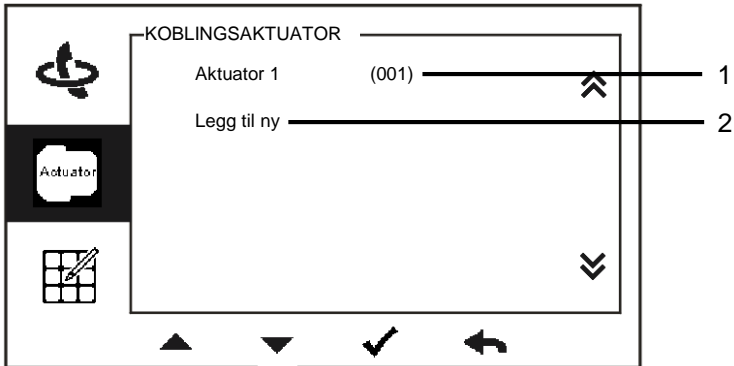 KOBLINGSAKTUATOR
Aktuator 1 (001) 1
Legg til ny 2
Actuator